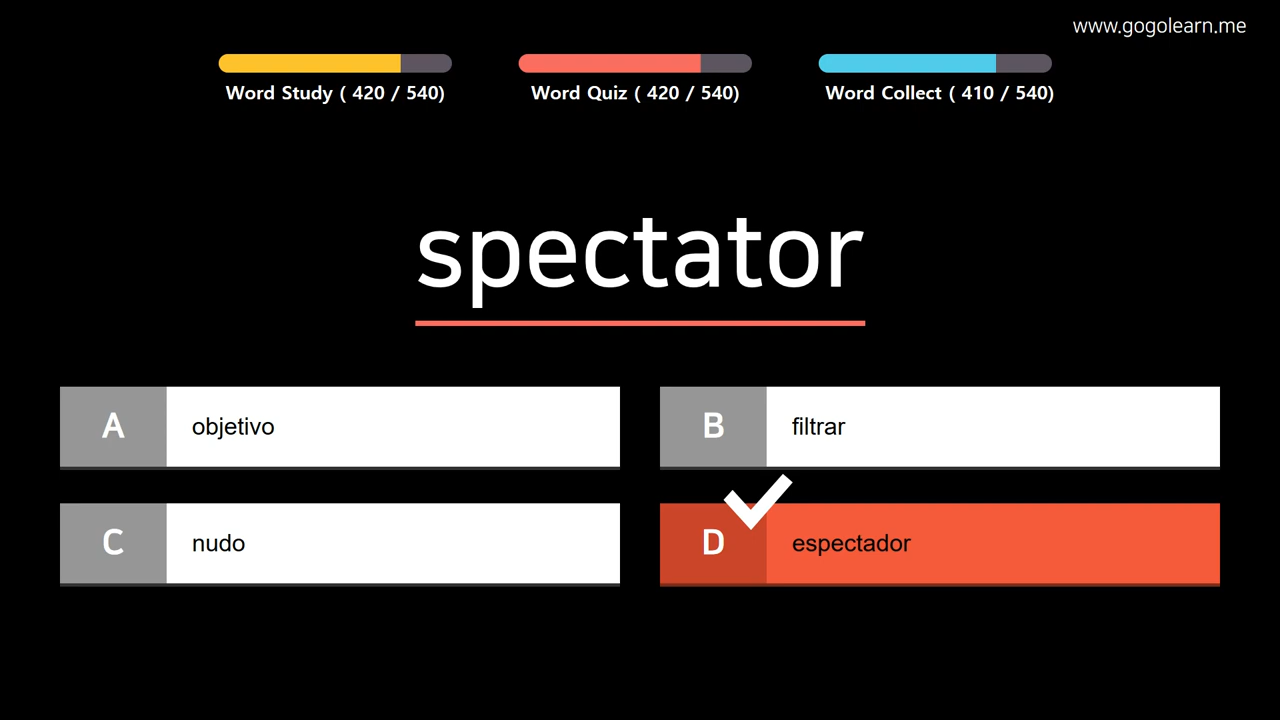 www.gogolearn.me
Word Study ( 420 / 540)
Word Quiz ( 420 / 540)
Word Collect ( 410 / 540)
spectator
A objetivo
B filtrar
C nudo
D espectador